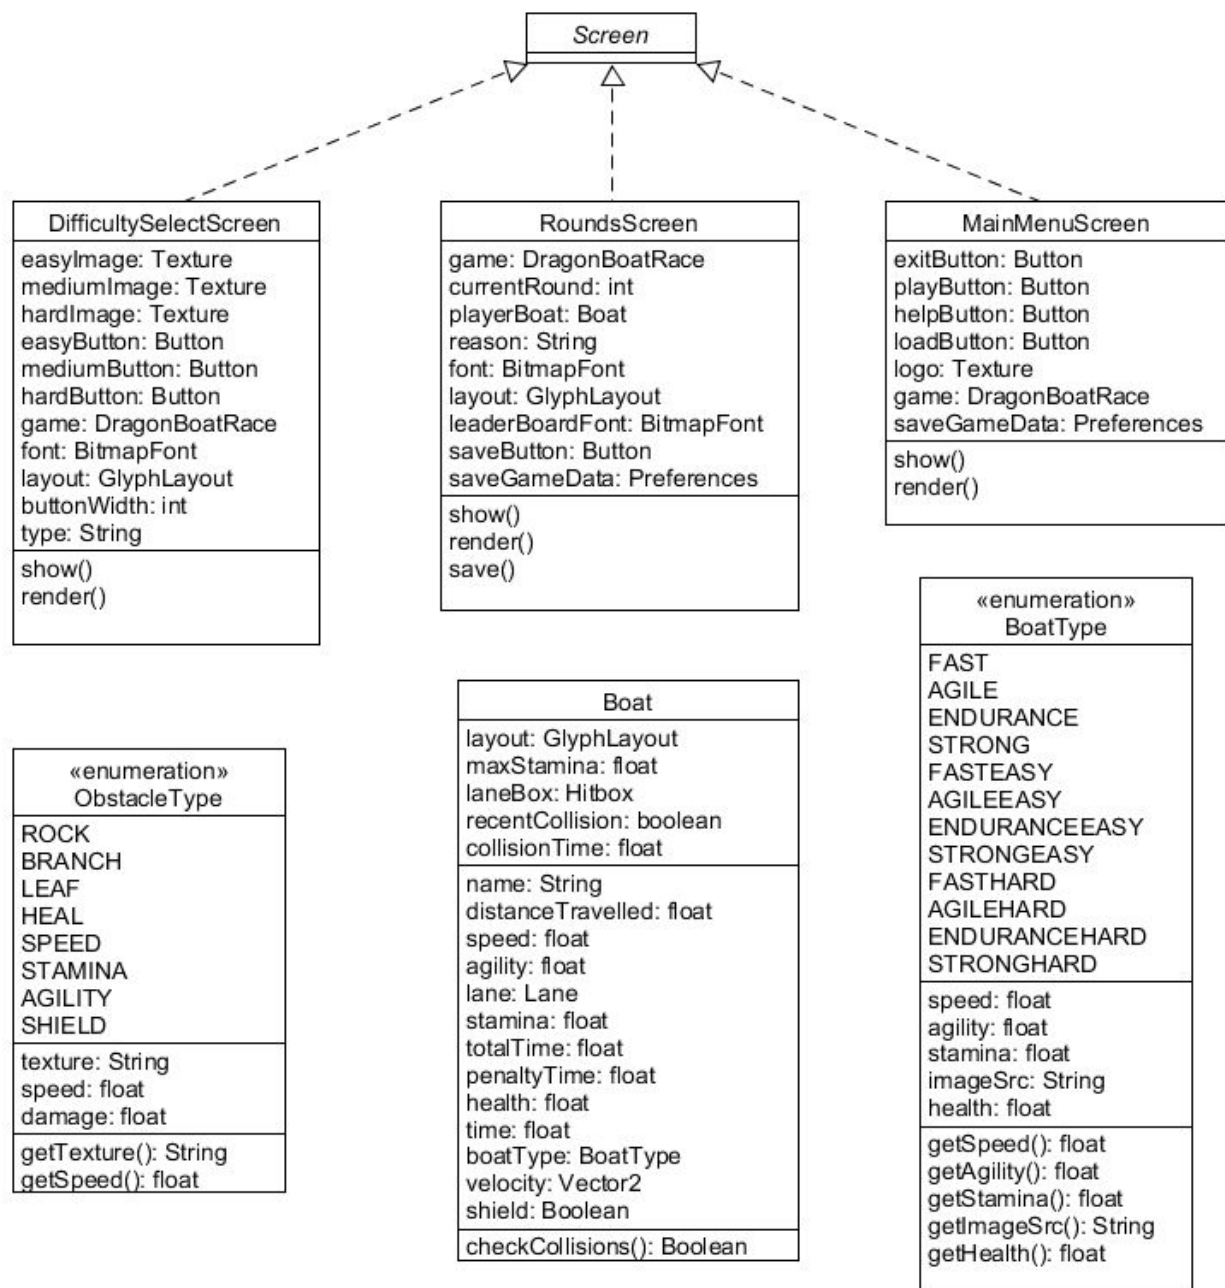 Screen
DifficultySelectScreen
easyImage: Texture
mediumImage: Texture
hardImage: Texture
easyButton: Button
mediumButton: Button
hardButton: Button
game: DragonBoatRace
font: BitmapFont
layout: GlyphLayout
buttonWidth: int
type: String
show()
render()
RoundsScreen
game: DragonBoatRace
currentRound: int
playerBoat: Boat
reason: String
font: BitmapFont
layout: GlyphLayout
leaderBoardFont: BitmapFont
saveButton: Button
saveGameData: Preferences
show()
render()
save()
MainMenuScreen
exitButton: Button
playButton: Button
helpButton: Button
loadButton: Button
logo: Texture
game: DragonBoatRace
saveGameData: Preferences
show()
render()
«enumeration»
ObstacleType
ROCK
BRANCH
LEAF
HEAL
SPEED
STAMINA
AGILITY
SHIELD
texture: String
speed: float
damage: float
getTexture(): String
getSpeed(): float
Boat
layout: GlyphLayout
maxStamina: float
laneBox: Hitbox
recentCollision: boolean
collisionTime: float
name: String
distanceTravelled: float
speed: float
agility: float
lane: Lane
stamina: float
totalTime: float
penaltyTime: float
health: float
time: float
boatType: BoatType
velocity: Vector2
shield: Boolean
checkCollisions(): Boolean
«enumeration»
BoatType
FAST
AGILE
ENDURANCE
STRONG
FASTEASY
AGILEEASY
ENDURANCEEASY
STRONGEASY
FASTHARD
AGILEHARD
ENDURANCEHARD
STRONGHARD
speed: float
agility: float
stamina: float
imageSrc: String
health: float
getSpeed(): float
getAgility(): float
getStamina(): float
getImageSrc(): String
getHealth(): float